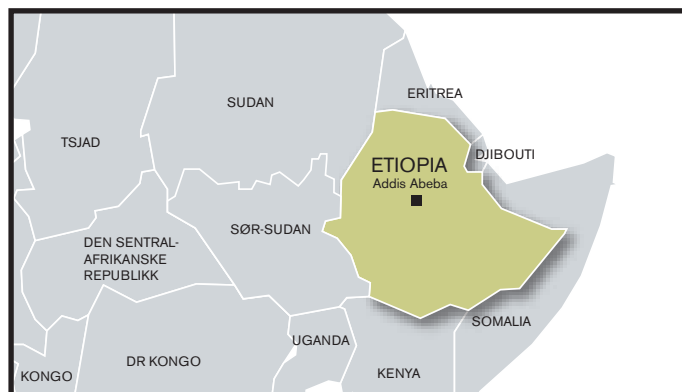 ERITREA
SUDAN
TSJAD
DJIBOUTI
ETIOPIA
Addis Abeba
SØR-SUDAN
DEN SENTRAL-
AFRIKANSKE
REPUBLIKK
SOMALIA
UGANDA
DR KONGO
KENYA
KONGO